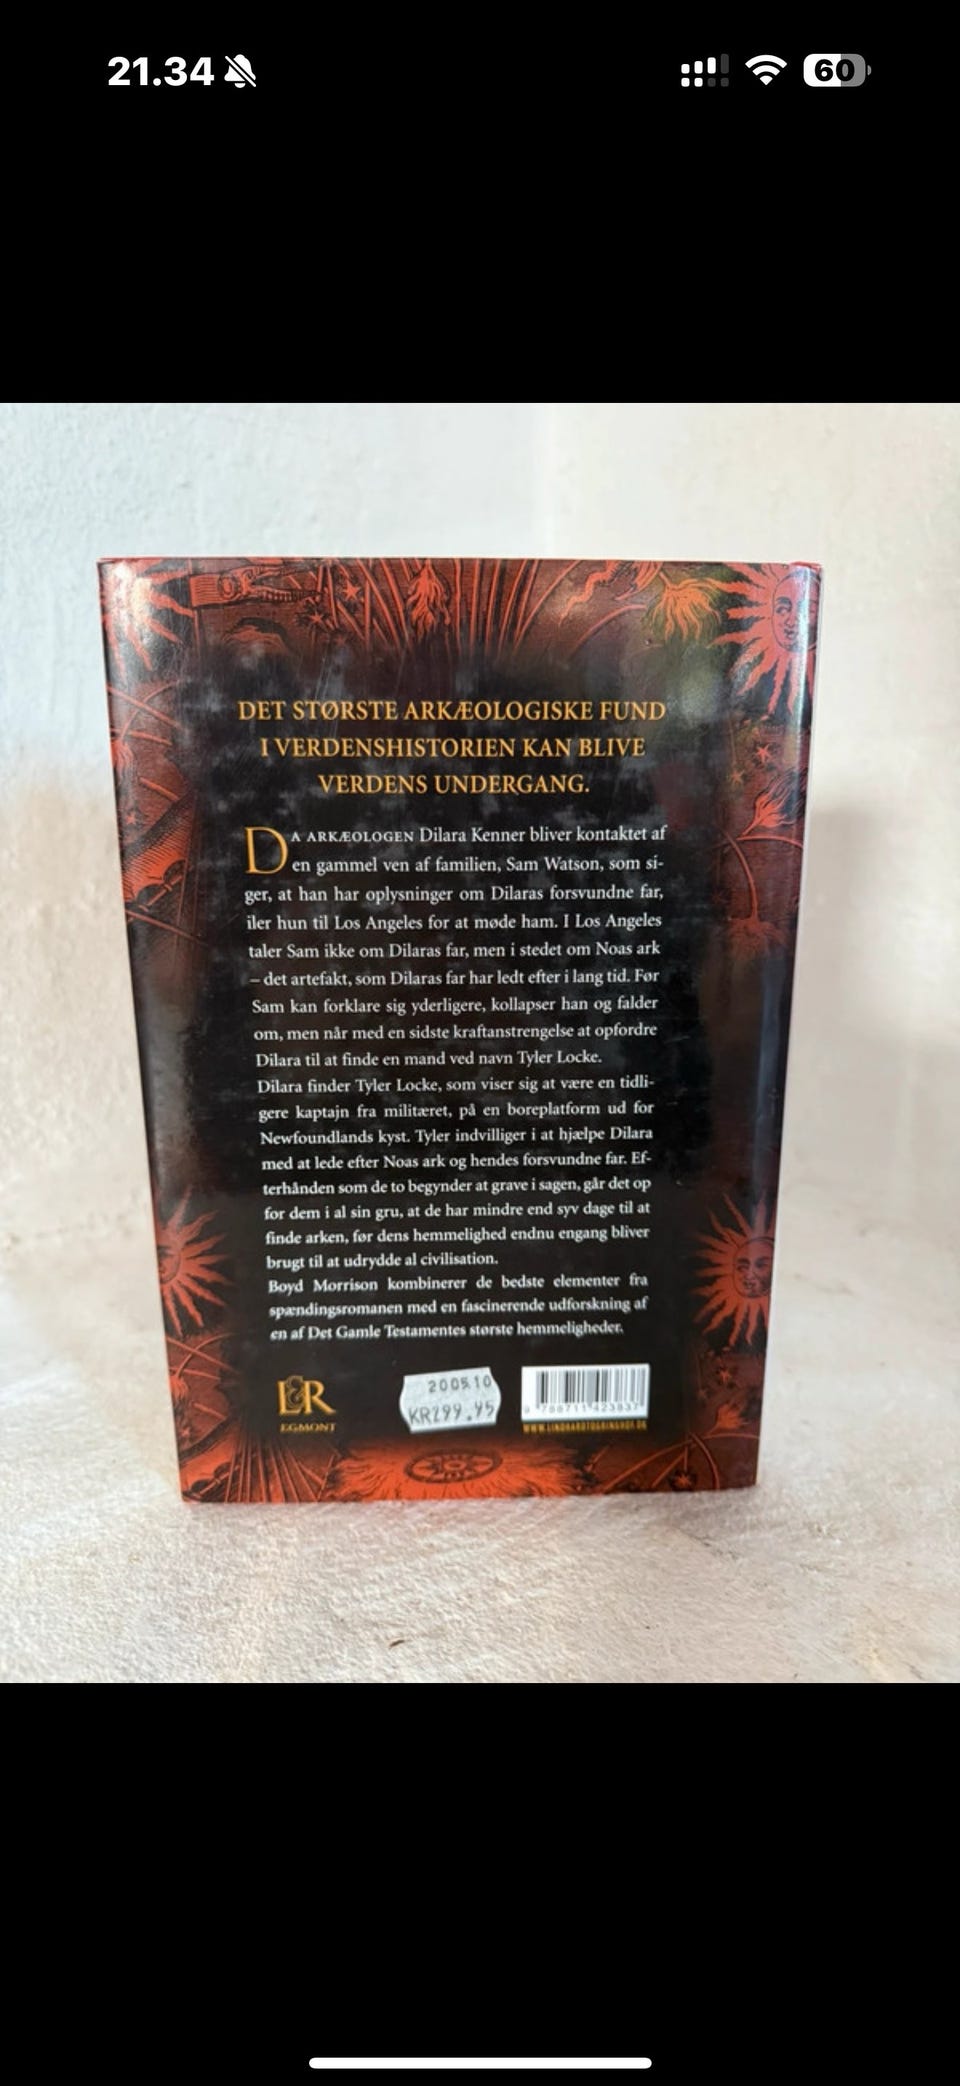 21.34
60
DET STØRSTE ARKÆOLOGISKE FUND
I VERDENSHISTORIEN KAN BLIVE
VERDENS UNDERGANG.
DA ARKÆOLOGEN Dilara Kenner bliver kontaktet af
en gammel ven af familien, Sam Watson, som si-
ger, at han har oplysninger om Dilaras forsvundne far,
iler hun til Los Angeles for at møde ham. I Los Angeles
taler Sam ikke om Dilaras far, men i stedet om Noas ark
– det artefakt, som Dilaras far har ledt efter i lang tid. Før
Sam kan forklare sig yderligere, kollapser han og falder
om, men når med en sidste kraftanstrengelse at opfordre
Dilara til at finde en mand ved navn Tyler Locke.
Dilara finder Tyler Locke, som viser sig at være en tidli-
gere kaptajn fra militæret, på en boreplatform ud for
Newfoundlands kyst. Tyler indvilliger i at hjælpe Dilara
med at lede efter Noas ark og hendes forsvundne far. Ef-
terhånden som de to begynder at grave i sagen, går det op
for dem i al sin gru, at de har mindre end syv dage til at
finde arken, før dens hemmelighed endnu engang bliver
brugt til at udrydde al civilisation.
Boyd Morrison kombinerer de bedste elementer fra
spændingsromanen med en fascinerende udforskning af
en af Det Gamle Testamentes største hemmeligheder.
L&R
EGMONT
200510
KR299.95
9 788711 423837
WWW.LINDHARDTOGRINGHOF.DK